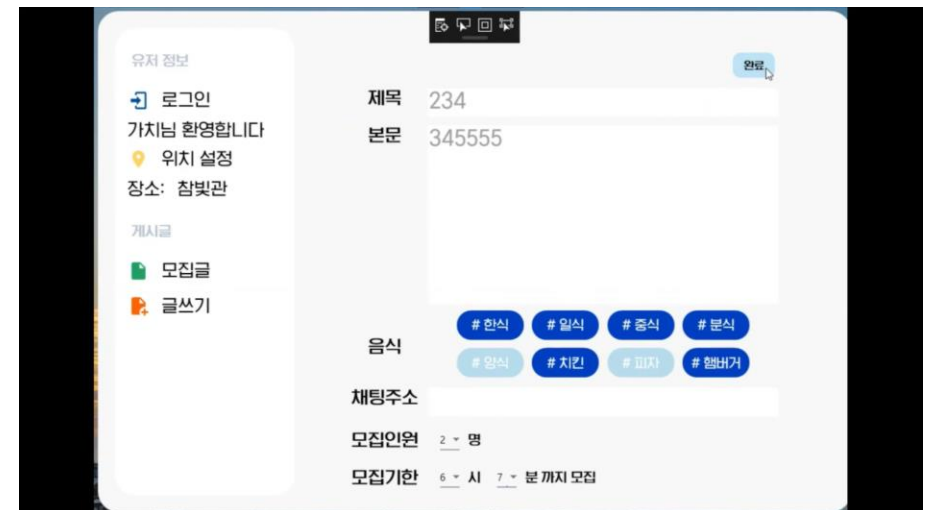 유저 정보
로그인
가치님 환영합니다
위치 설정
장소: 참빛관
게시글
모집글
글쓰기
완료
제목 234
본문 345555
음식
# 한식 # 일식 # 중식 # 분식
# 양식 # 치킨 # 피자 # 햄버거
채팅주소
모집인원 2 명
모집기한 6 시 7 분 까지 모집